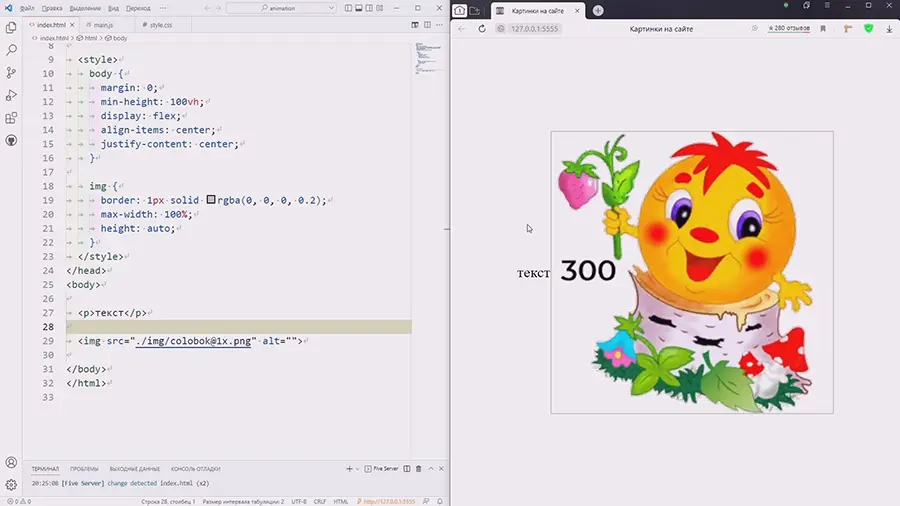 Файл Правка Выделение Вид Переход ··· animation
Картинки на сайте
index.html main.js style.css
127.0.0.1:5555 Картинки на сайте 280 отзывов
index.html > html > body
8
9 <style>
10 body {
11 margin: 0;
12 min-height: 100vh;
13 display: flex;
14 align-items: center;
15 justify-content: center;
16 }
17
18 img {
19 border: 1px solid rgba(0, 0, 0, 0.2);
20 max-width: 100%;
21 height: auto;
22 }
23 </style>
24 </head>
25 <body>
26
27 <p>текст</p>
28
29 <img src="./img/colobok@1x.png" alt="">
30
31 </body>
32 </html>
33
текст 300
ТЕРМИНАЛ ПРОБЛЕМЫ ВЫХОДНЫЕ ДАННЫЕ КОНСОЛЬ ОТЛАДКИ Five Server
20:25:08 [Five Server] change detected index.html (x2)
0 0 Строка 28, столбец 1 Размер интервала табуляции: 2 UTF-8 CRLF HTML http://127.0.0.1:5555